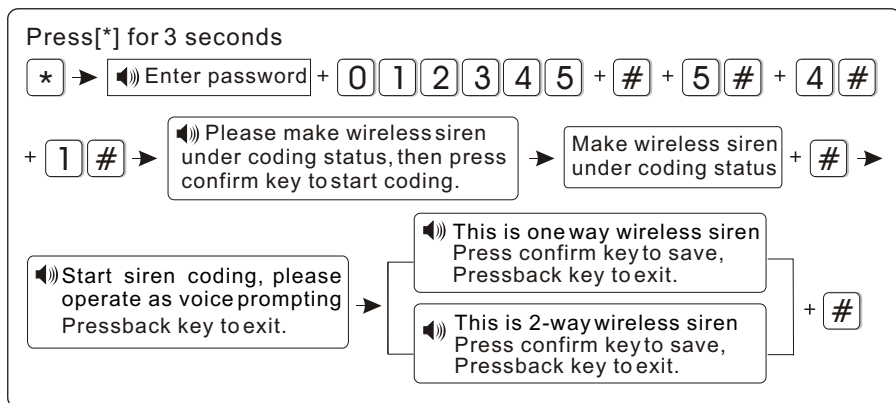 Press[*] for 3 seconds
* Enter password + 0 1 2 3 4 5 + # + 5 # + 4 #
+ 1 # Please make wireless siren under coding status, then press confirm key to start coding. Make wireless siren under coding status + #
Start siren coding, please
operate as voice prompting
Pressback key to exit.
This is one way wireless siren
Press confirm key to save,
Pressback key to exit.
This is 2-way wireless siren
Press confirm key to save,
Pressback key to exit.
+ #